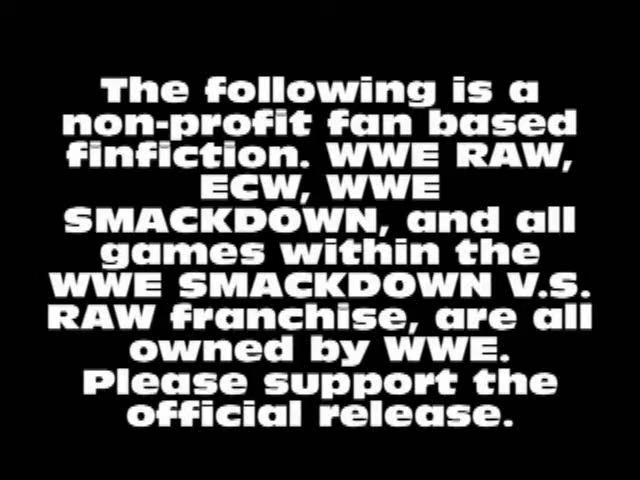 The following is a
non-profit fan based
finfiction. WWE RAW,
ECW, WWE
SMACKDOWN, and all
games within the
WWE SMACKDOWN V.S.
RAW franchise, are all
owned by WWE.
Please support the
official release.